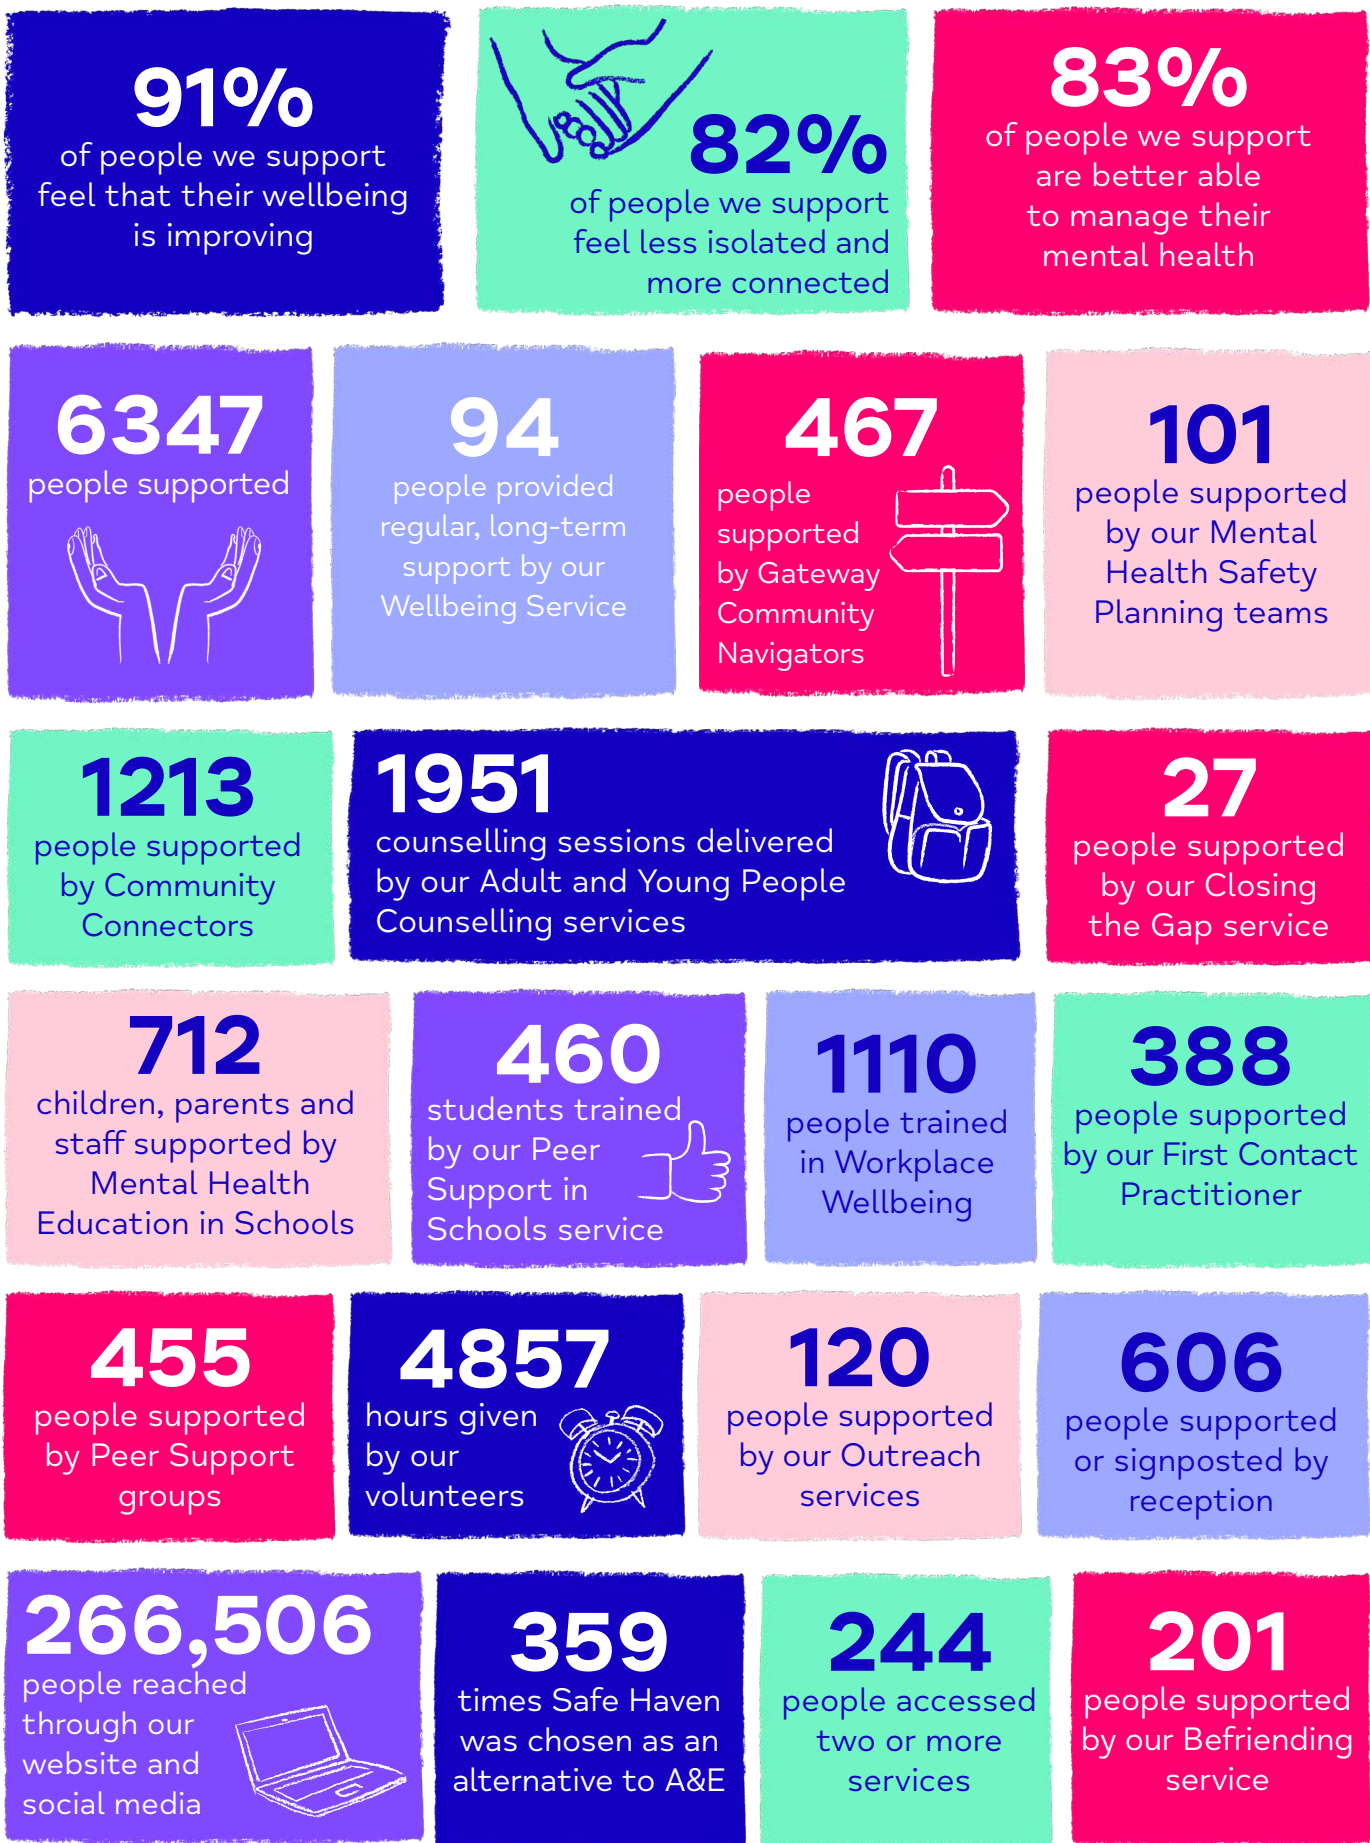 91%
of people we support
feel that their wellbeing
is improving
82%
of people we support
feel less isolated and
more connected
83%
of people we support
are better able
to manage their
mental health
6347
people supported
94
people provided
regular, long-term
support by our
Wellbeing Service
467
people
supported
by Gateway
Community
Navigators
101
people supported
by our Mental
Health Safety
Planning teams
1213
people supported
by Community
Connectors
1951
counselling sessions delivered
by our Adult and Young People
Counselling services
27
people supported
by our Closing
the Gap service
712
children, parents and
staff supported by
Mental Health
Education in Schools
460
students trained
by our Peer
Support in
Schools service
1110
people trained
in Workplace
Wellbeing
388
people supported
by our First Contact
Practitioner
455
people supported
by Peer Support
groups
4857
hours given
by our
volunteers
120
people supported
by our Outreach
services
606
people supported
or signposted by
reception
266,506
people reached
through our
website and
social media
359
times Safe Haven
was chosen as an
alternative to A&E
244
people accessed
two or more
services
201
people supported
by our Befriending
service